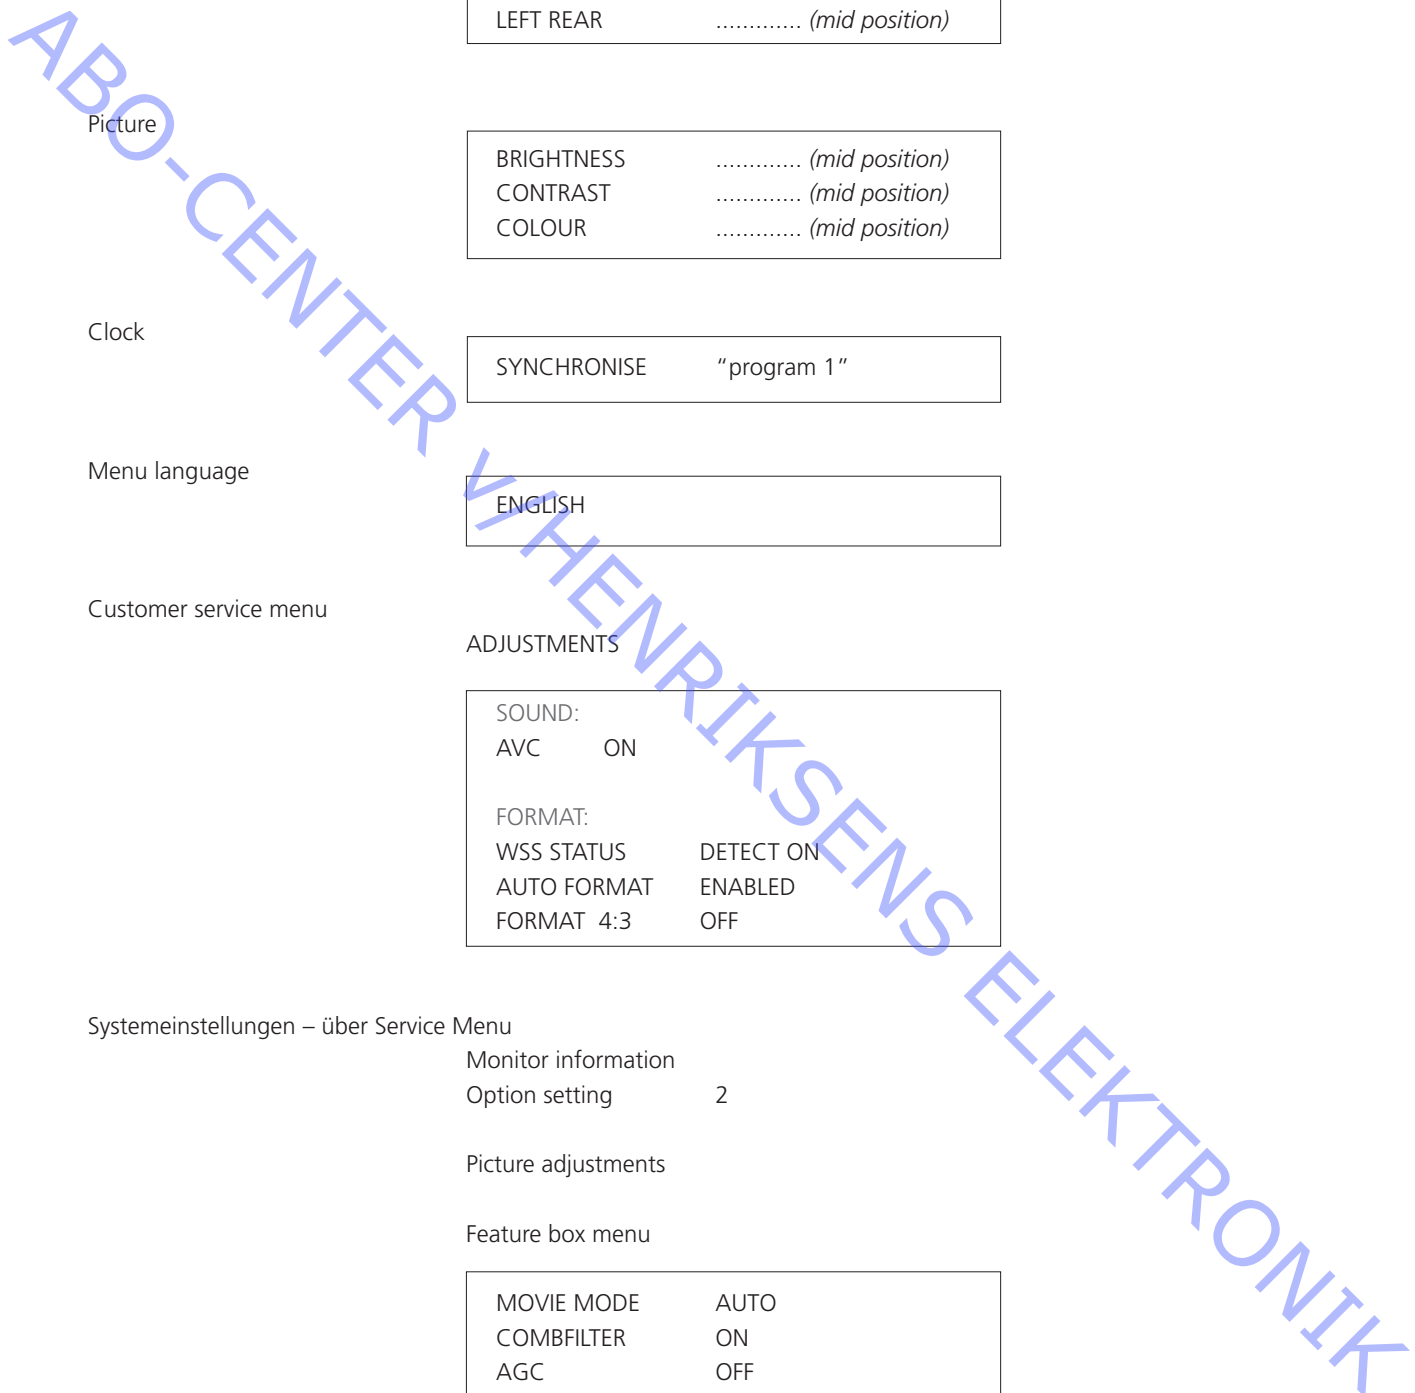 LEFT REAR ............. (mid position)
Picture
BRIGHTNESS ............. (mid position)
CONTRAST ............. (mid position)
COLOUR ............. (mid position)
Clock
SYNCHRONISE “program 1”
Menu language
ENGLISH
Customer service menu
ADJUSTMENTS
SOUND:
AVC ON
FORMAT:
WSS STATUS DETECT ON
AUTO FORMAT ENABLED
FORMAT 4:3 OFF
Systemeinstellungen – über Service Menu
Monitor information
Option setting 2
Picture adjustments
Feature box menu
MOVIE MODE AUTO
COMBFILTER ON
AGC OFF
ABO-CENTER v/HENRIKSENS ELEKTRONIK